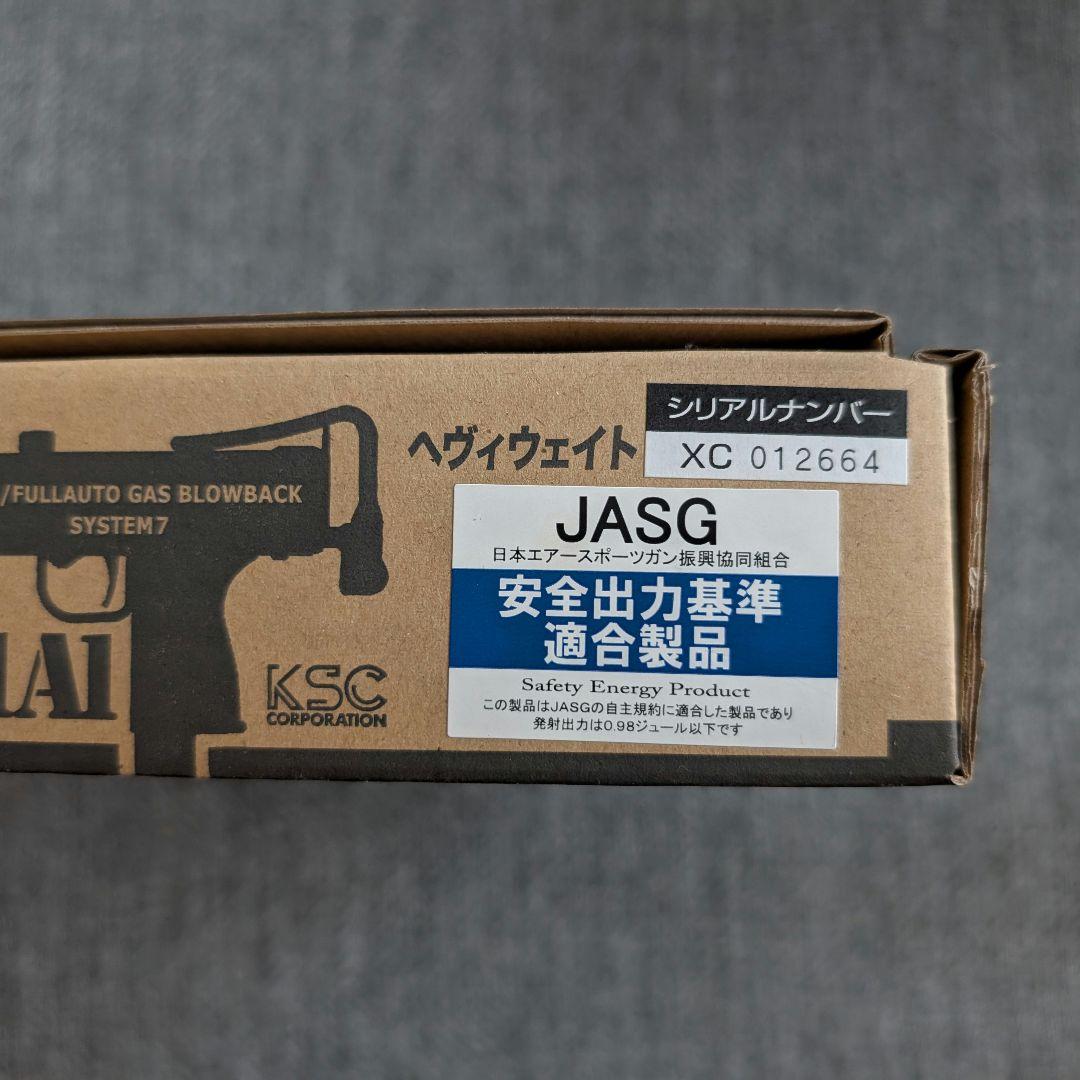 /FULLAUTO GAS BLOWBACK
SYSTEM7
1A1
KSC
CORPORATION
ヘヴィウェイト
シリアルナンバー
XC 012664
JASG
日本エアースポーツガン振興協同組合
安全出力基準
適合製品
Safety Energy Product
この製品はJASGの自主規約に適合した製品であり
発射出力は0.98ジュール以下です